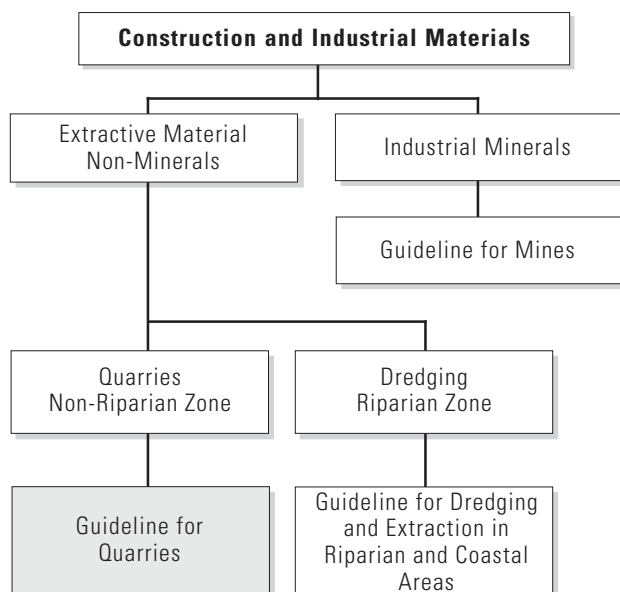 Construction and Industrial Materials
Extractive Material
Non-Minerals
Industrial Minerals
Guideline for Mines
Quarries
Non-Riparian Zone
Dredging
Riparian Zone
Guideline for
Quarries
Guideline for Dredging
and Extraction in
Riparian and Coastal
Areas